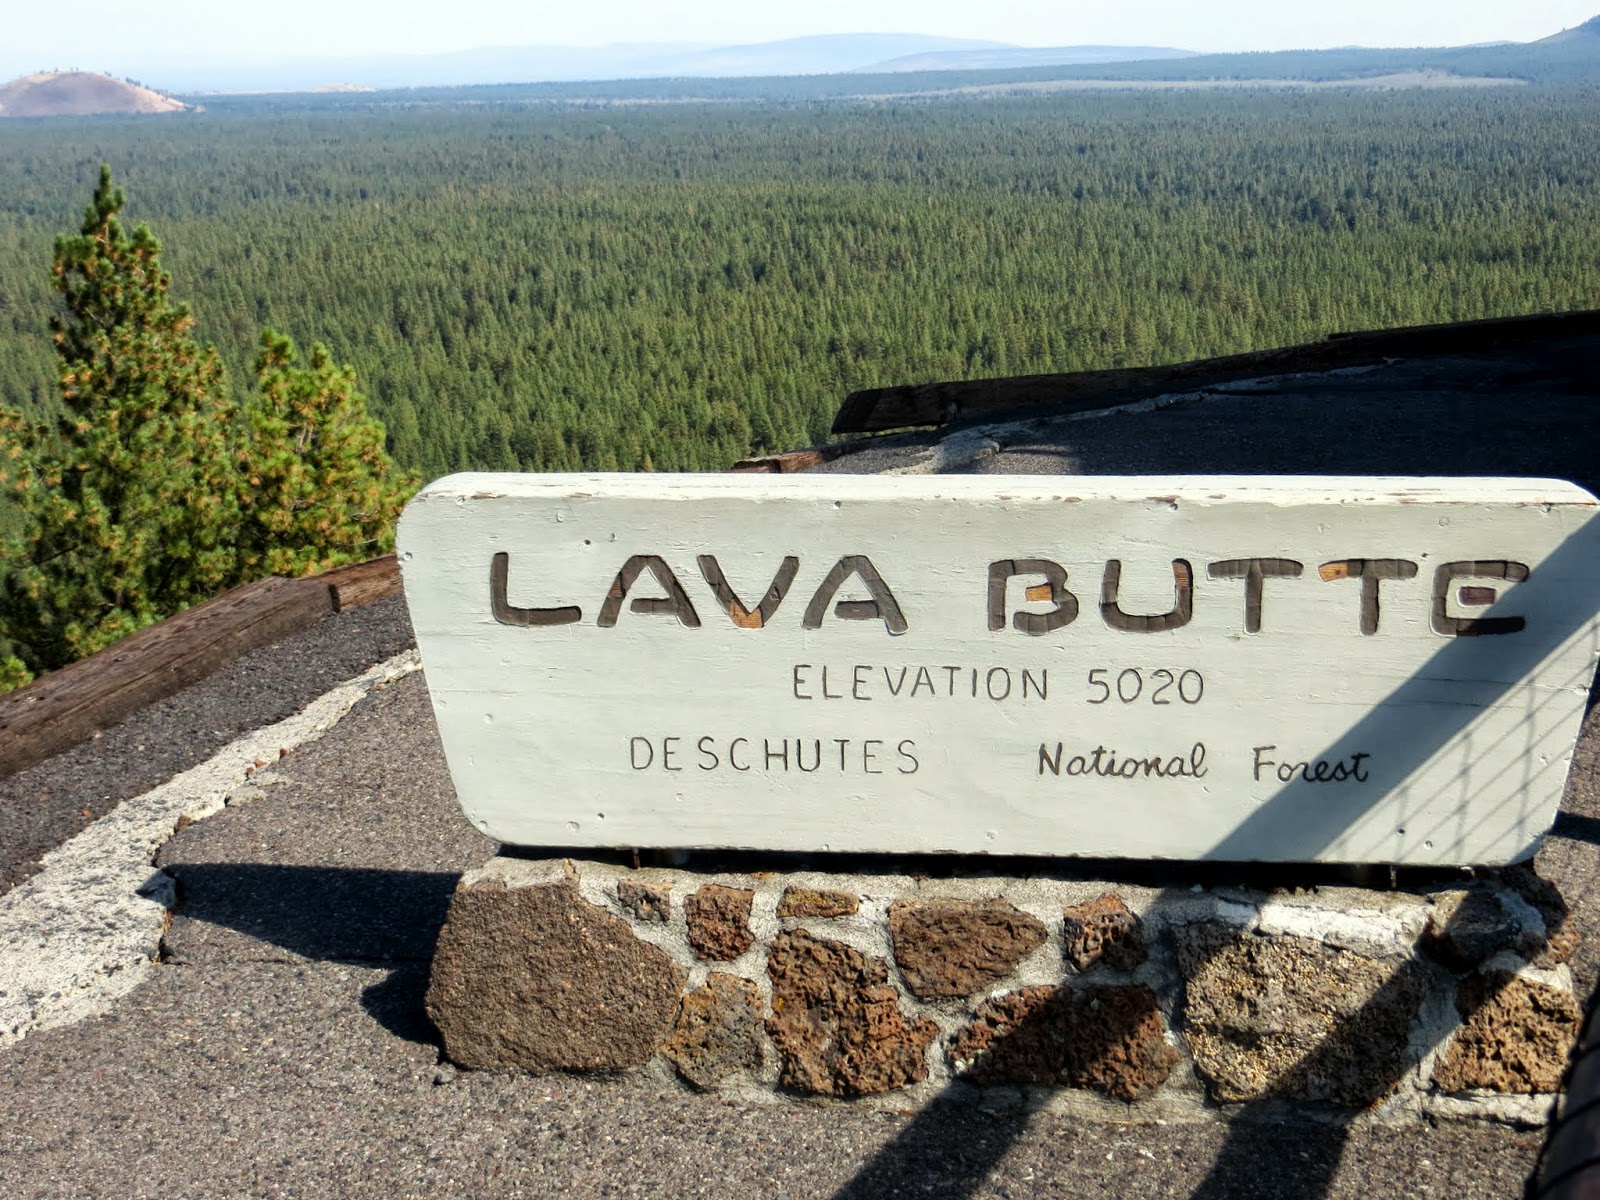 LAVA BUTTE
ELEVATION 5020
DESCHUTES National Forest